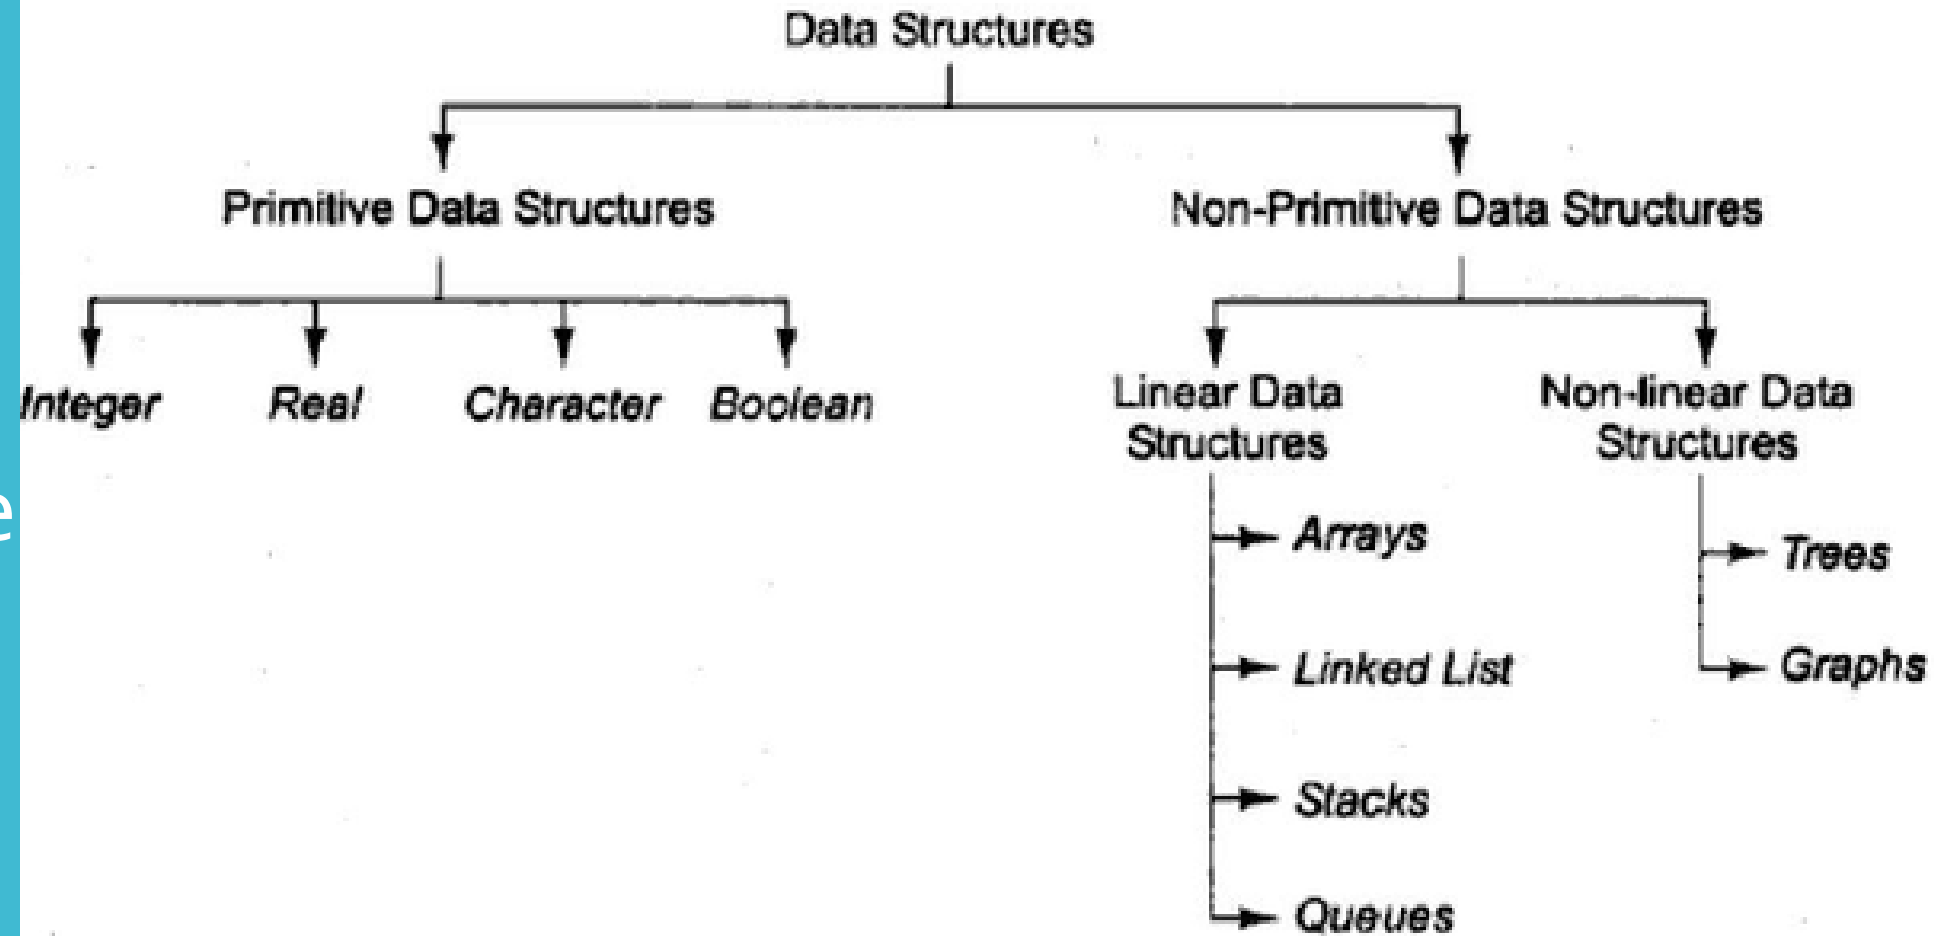 Data Structures
Primitive Data Structures
Non-Primitive Data Structures
Integer
Real
Character
Boolean
Linear Data
Structures
Non-linear Data
Structures
Arrays
Trees
Linked List
Graphs
Stacks
Queues